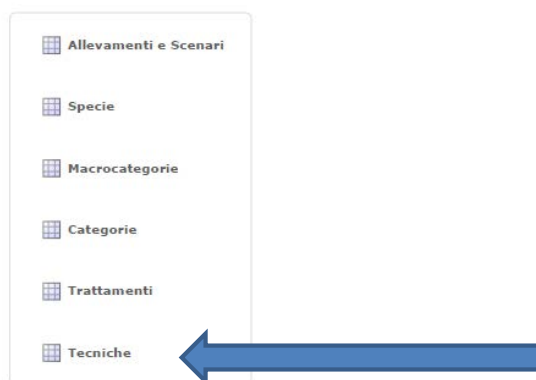 Allevamenti e Scenari
Specie
Macrocategorie
Categorie
Trattamenti
Tecniche